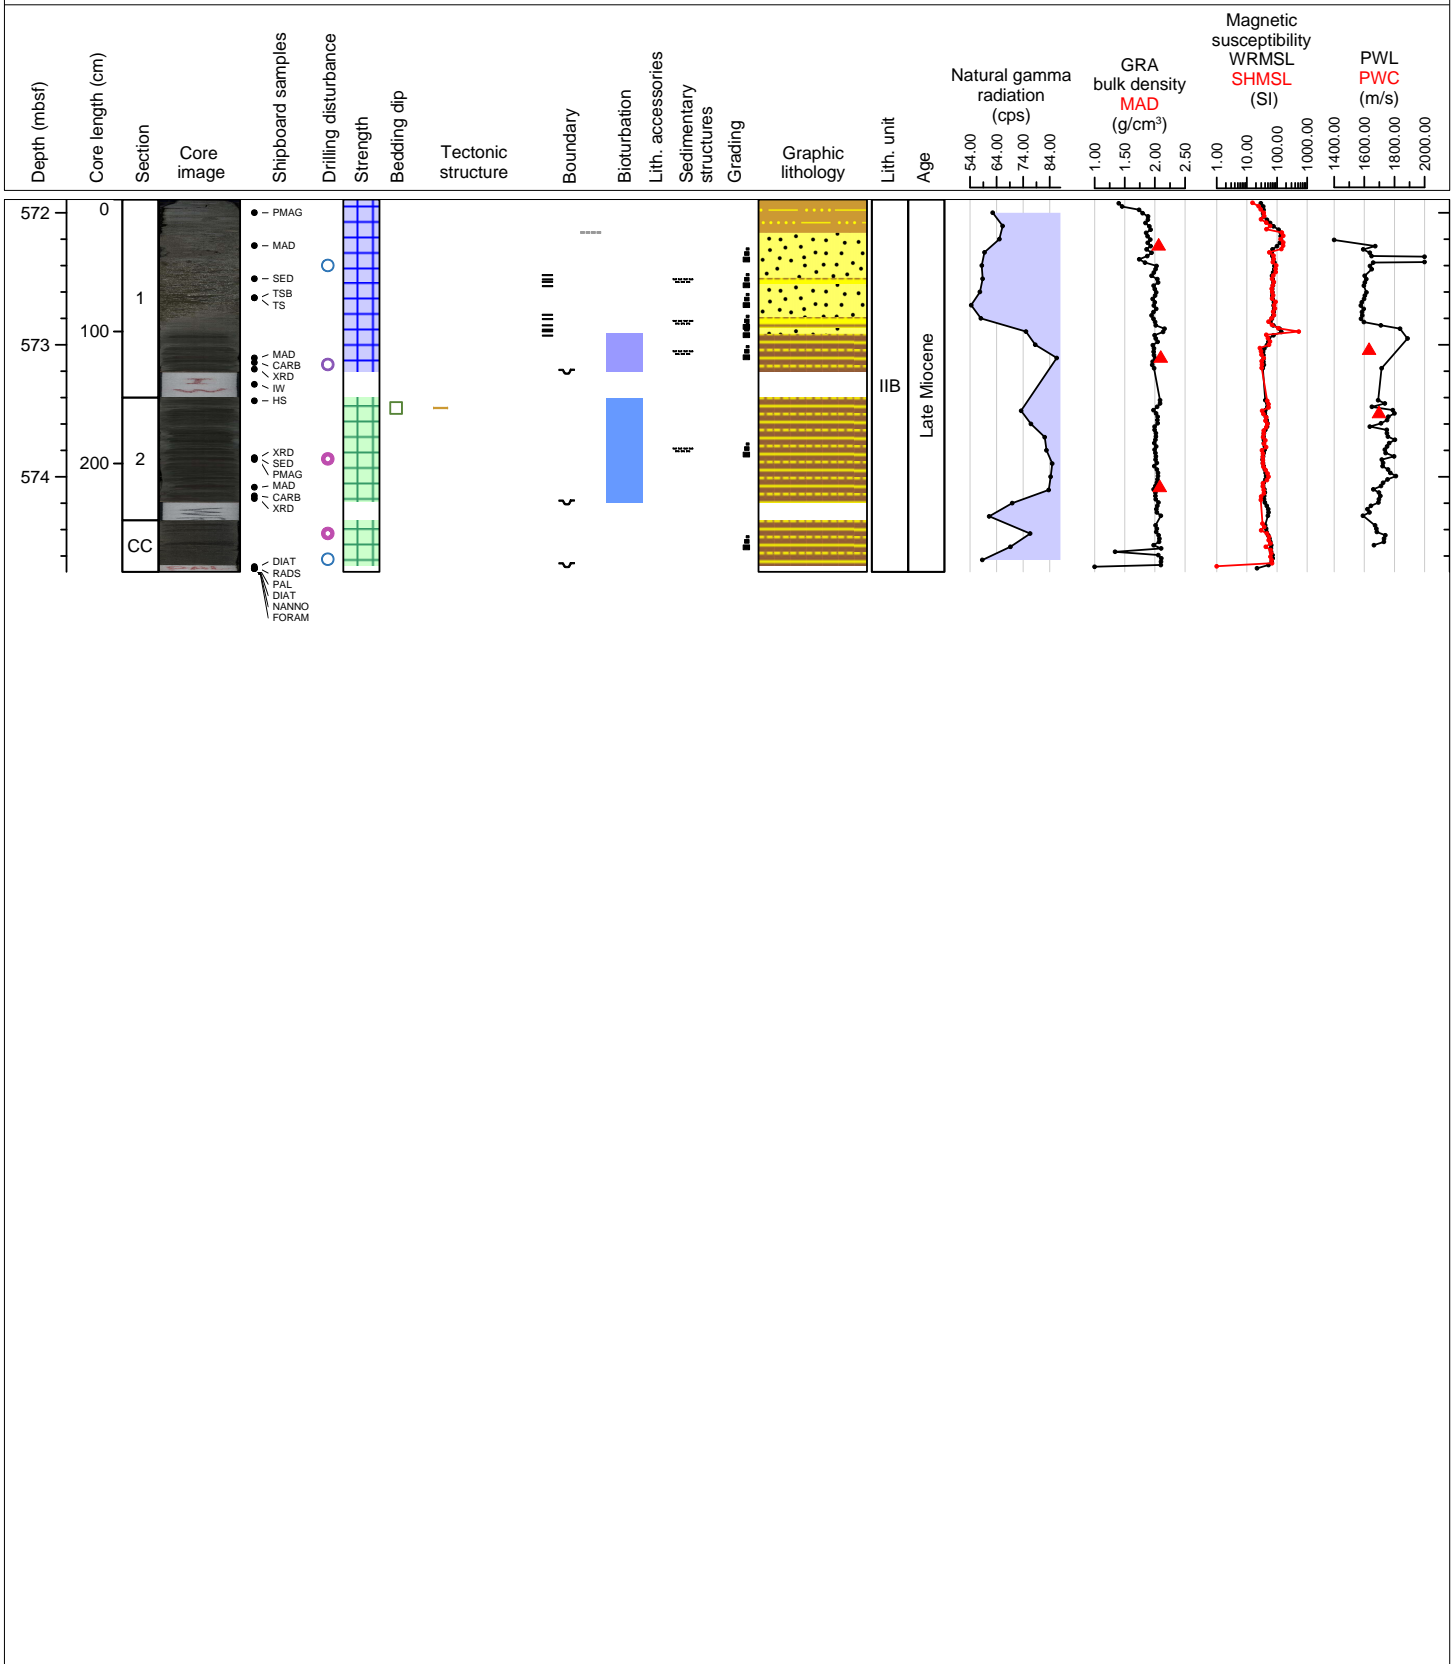 Depth (mbsf)
Core length (cm)
Section
Core
image
Shipboard samples
Drilling disturbance
Strength
Bedding dip
Tectonic
structure
Boundary
Bioturbation
Lith. accessories
Sedimentary
structures
Grading
Graphic
lithology
Lith. unit
Age
Natural gamma
radiation
(cps)
54.00
64.00
74.00
84.00
GRA
bulk density
MAD
(g/cm³)
1.00
1.50
2.00
2.50
Magnetic
susceptibility
WRMSL
SHMSL
(SI)
1.00
10.00
100.00
1000.00
PWL
PWC
(m/s)
1400.00
1600.00
1800.00
2000.00
572
573
574
0
100
200
1
2
CC
PMAG
MAD
SED
TSB
TS
MAD
CARB
XRD
IW
HS
XRD
SED
PMAG
MAD
CARB
XRD
DIAT
RADS
PAL
DIAT
NANNO
FORAM
IIB
Late Miocene